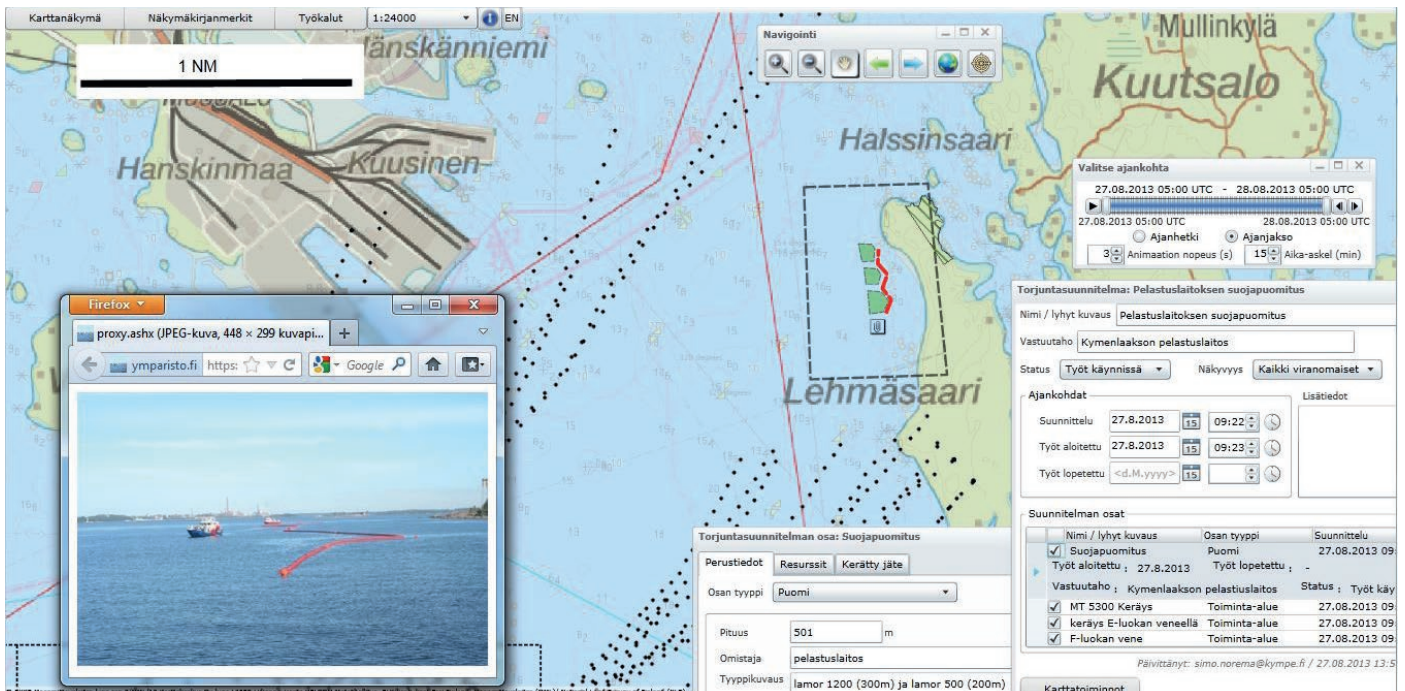 Karttanäkymä Näkymäkirjanmerkit Työkalut 1:24000 EN
1 NM
länskänniemi
Hanskinmaa
Kuusinen
Navigointi
Mullinkylä
Kuutsalo
Halssinsaari
Lehmäsaari
Valitse ajankohta
27.08.2013 05:00 UTC - 28.08.2013 05:00 UTC
27.08.2013 05:00 UTC 28.08.2013 05:00 UTC
Ajanhetki Ajanjakso
3 Animaation nopeus (s) 15 Aika-askel (min)
Firefox
proxy.ashx (JPEG-kuva, 448 × 299 kuvapi...
ymparisto.fi https: Google
Torjuntasuunnitelma: Pelastuslaitoksen suojapuomitus
Nimi / lyhyt kuvaus Pelastuslaitoksen suojapuomitus
Vastuutaho Kymenlaakson pelastuslaitos
Status Työt käynnissä Näkyvyys Kaikki viranomaiset
Ajankohdat Lisätiedot
Suunnittelu 27.8.2013 15 09:22
Työt aloitettu 27.8.2013 15 09:23
Työt lopetettu <d.M.yyyy> 15
Suunnitelman osat
Nimi / lyhyt kuvaus Osan tyyppi Suunnittelu
Suojapuomitus Puomi 27.08.2013 09:
Työt aloitettu : 27.8.2013 Työt lopetettu : -
Vastuutaho : Kymenlaakson pelastuslaitos Status : Työt käy
MT 5300 Keräys Toiminta-alue 27.08.2013 09:
keräys E-luokan veneellä Toiminta-alue 27.08.2013 09:
F-luokan vene Toiminta-alue 27.08.2013 09:
Päivittänyt: simo.norema@kympe.fi / 27.08.2013 13:5
Karttatoiminnot
Torjuntasuunnitelman osa: Suojapuomitus
Perustiedot Resurssit Kerätty jäte
Osan tyyppi Puomi
Pituus 501 m
Omistaja pelastuslaitos
Tyyppikuvaus lamor 1200 (300m) ja lamor 500 (200m)